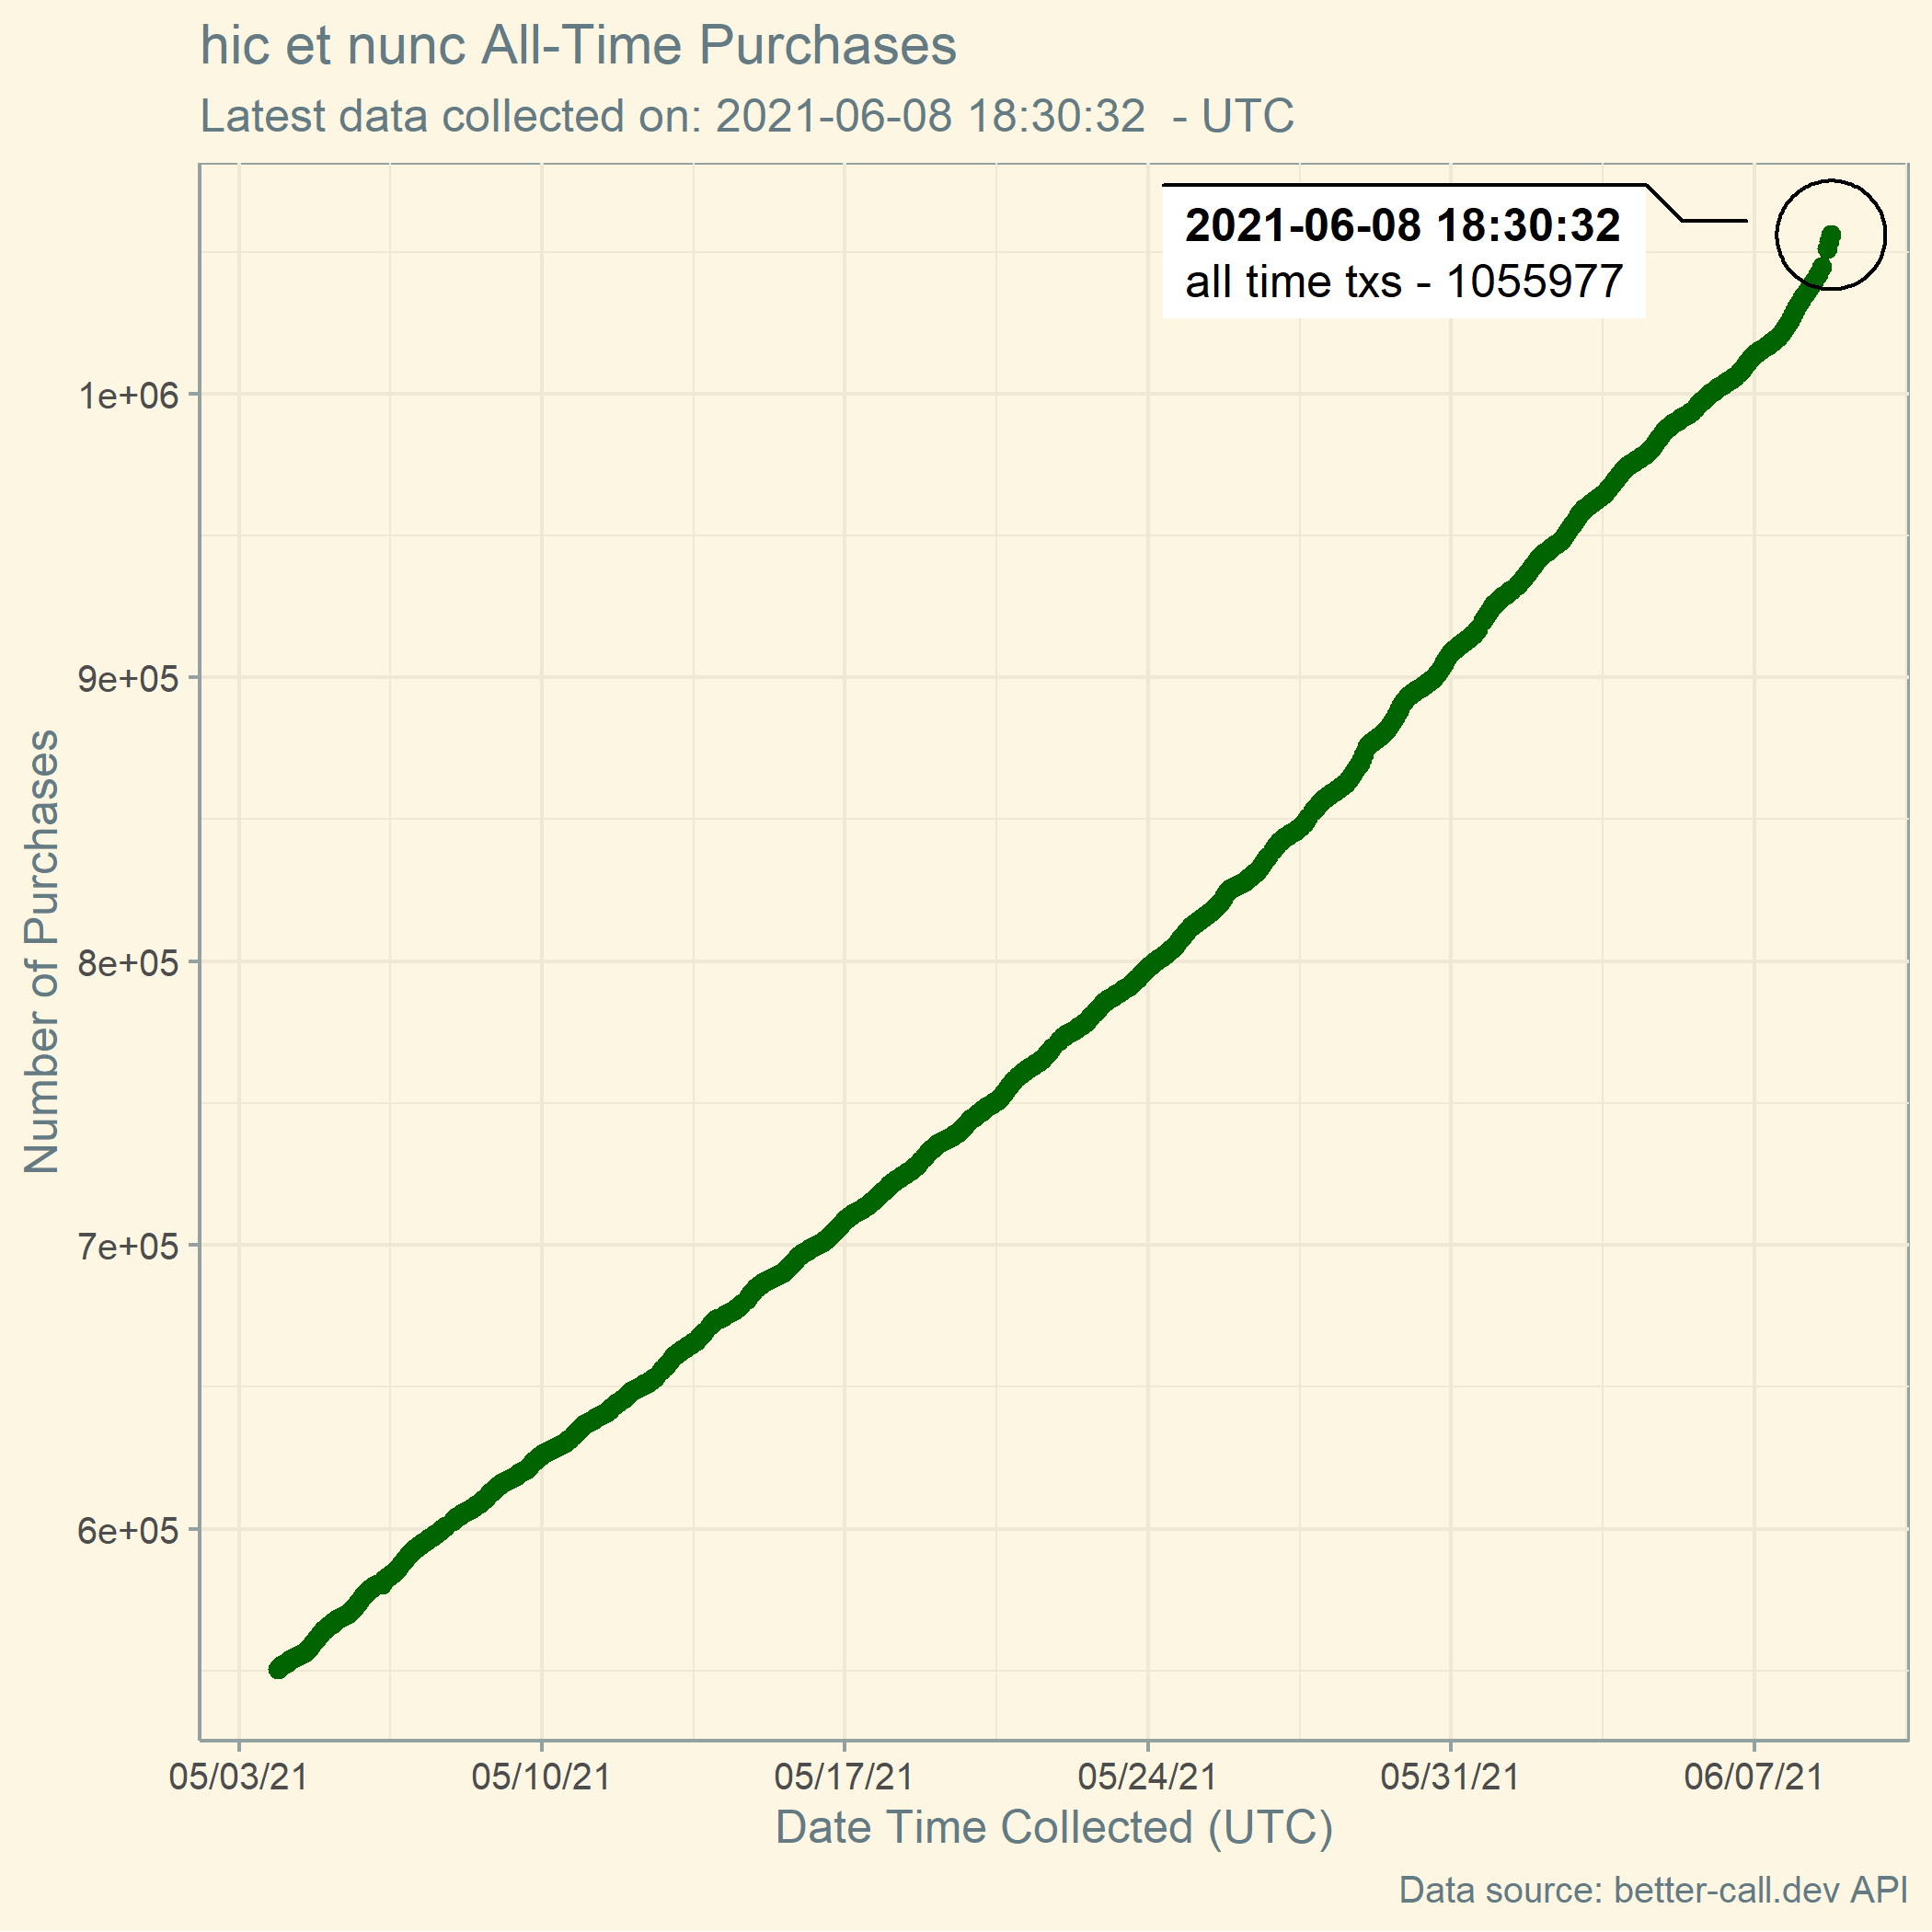 hic et nunc All-Time Purchases
Latest data collected on: 2021-06-08 18:30:32  - UTC
2021-06-08 18:30:32
all time txs - 1055977
1e+06
9e+05
8e+05
7e+05
6e+05
Number of Purchases
05/03/21 05/10/21 05/17/21 05/24/21 05/31/21 06/07/21
Date Time Collected (UTC)
Data source: better-call.dev API